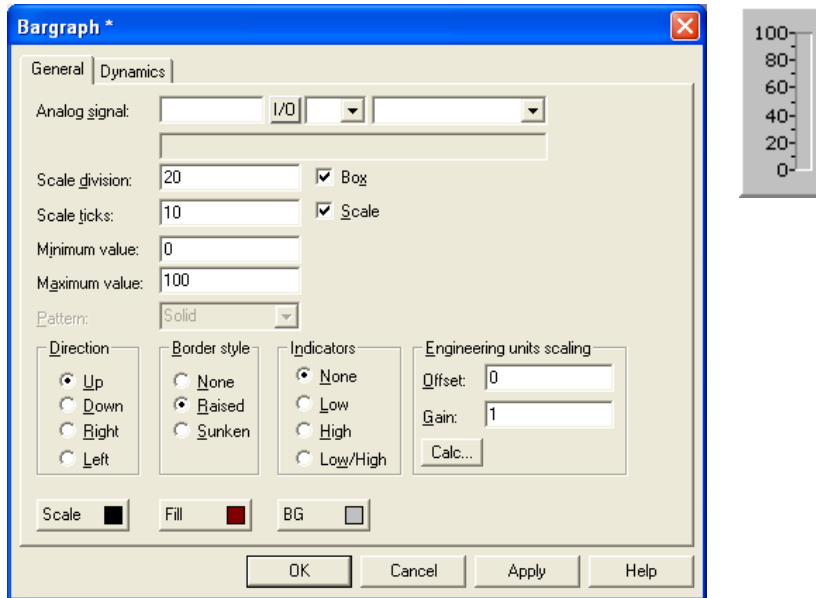 Bargraph *
General Dynamics
Analog signal: I/O
Scale division: 20 Box
Scale ticks: 10 Scale
Minimum value: 0
Maximum value: 100
Pattern: Solid
Direction
Up
Down
Right
Left
Border style
None
Raised
Sunken
Indicators
None
Low
High
Low/High
Engineering units scaling
Offset: 0
Gain: 1
Calc...
Scale Fill BG
OK Cancel Apply Help
100
80
60
40
20
0